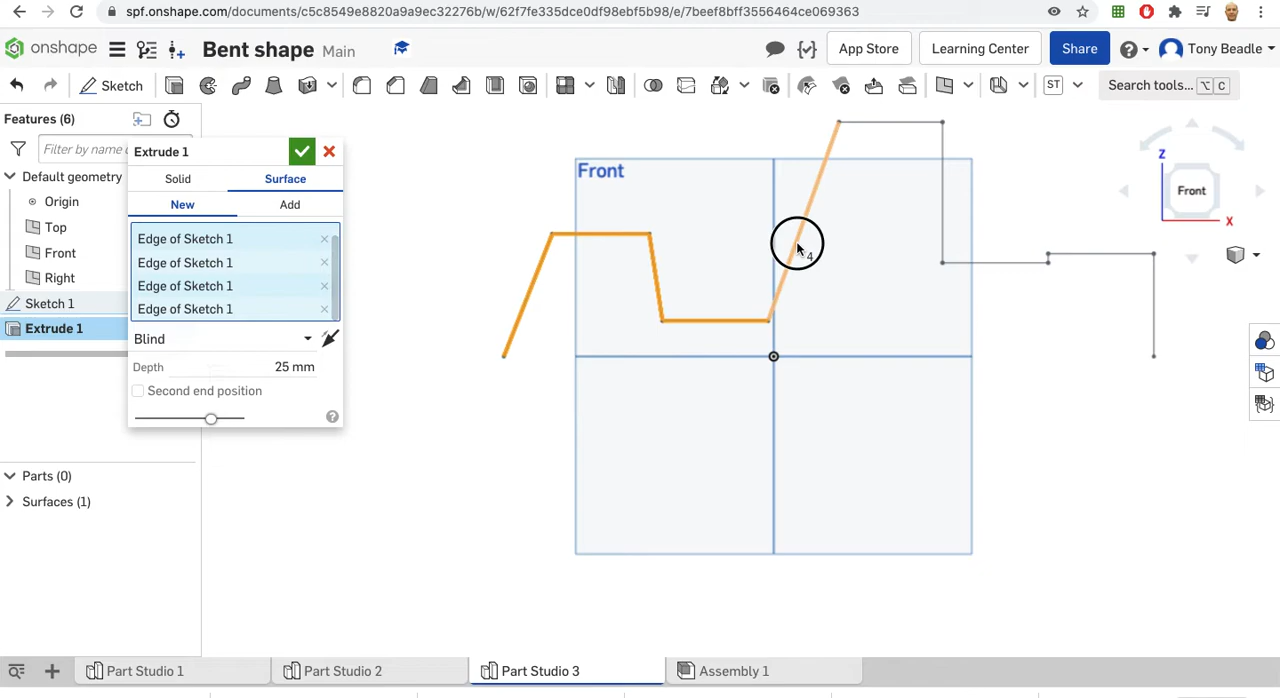 spf.onshape.com/documents/c5c8549e8820a9a9ec32276b/w/62f7fe335dce0df98ebf5b98/e/7beef8bff3556464ce069363
onshape
Bent shape Main
App Store
Learning Center
Share
Tony Beadle
Sketch
ST
Search tools... ⌥ C
Features (6)
Filter by name
Default geometry
Origin
Top
Front
Right
Sketch 1
Extrude 1
Extrude 1
Solid
Surface
New
Add
Edge of Sketch 1
Edge of Sketch 1
Edge of Sketch 1
Edge of Sketch 1
Blind
Depth 25 mm
Second end position
Front
4
Z
Front
X
Parts (0)
Surfaces (1)
Part Studio 1
Part Studio 2
Part Studio 3
Assembly 1